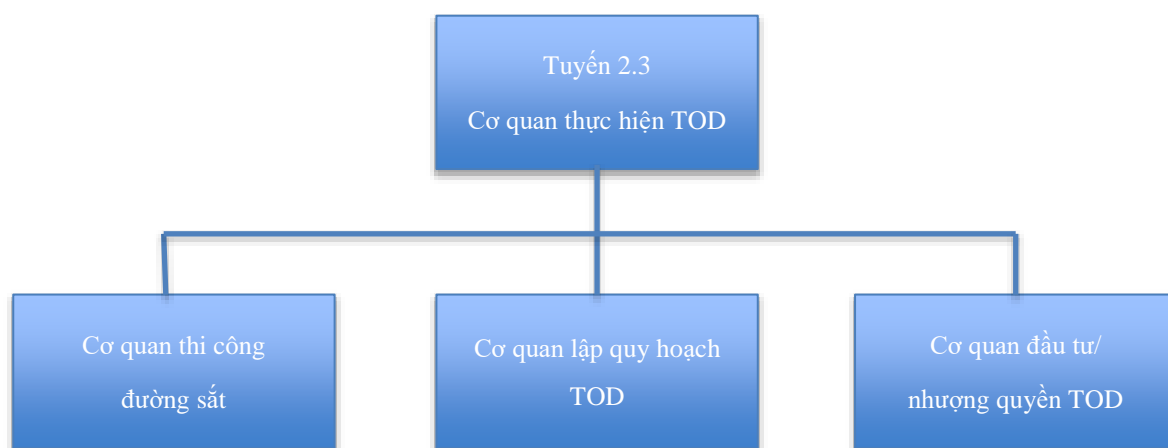 Tuyến 2.3
Cơ quan thực hiện TOD
Cơ quan thi công
đường sắt
Cơ quan lập quy hoạch
TOD
Cơ quan đầu tư/
nhượng quyền TOD